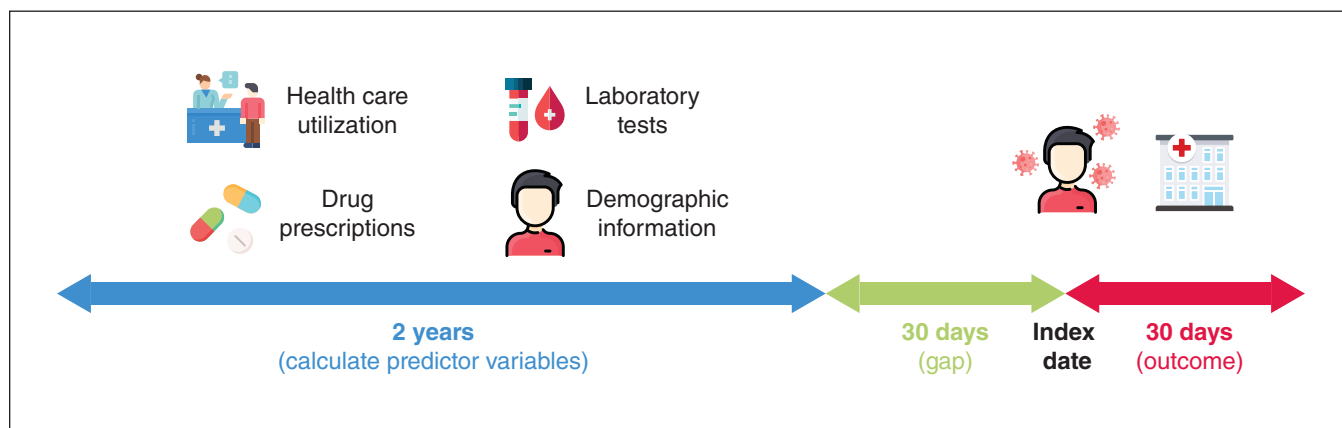 Health care
utilization
Laboratory
tests
Drug
prescriptions
Demographic
information
2 years
(calculate predictor variables)
30 days
(gap)
Index
date
30 days
(outcome)